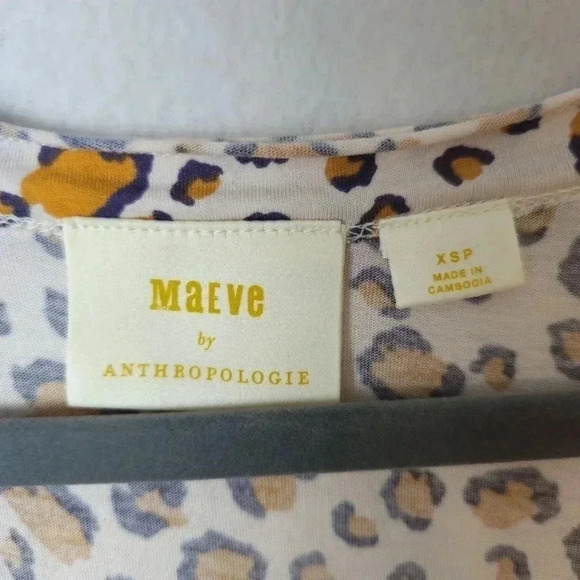 MaEve
by
ANTHROPOLOGIE
XSP
MADE IN
CAMBODIA